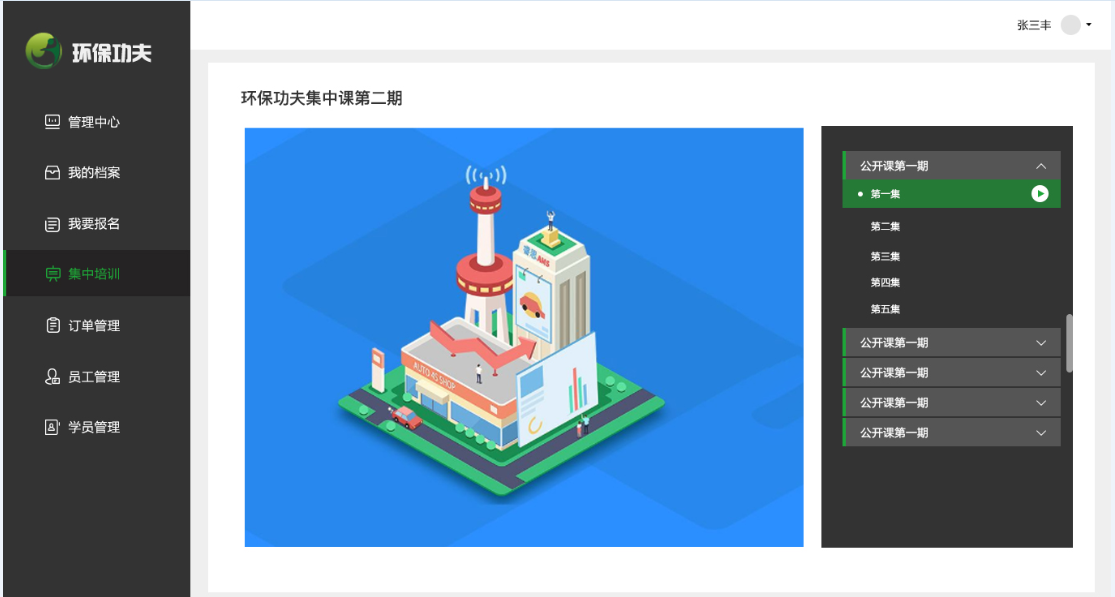 环保功夫
张三丰
管理中心
我的档案
我要报名
集中培训
订单管理
员工管理
学员管理
环保功夫集中课第二期
AUTO 4S SHOP
公开课第一期
第一集
第二集
第三集
第四集
第五集
公开课第一期
公开课第一期
公开课第一期
公开课第一期